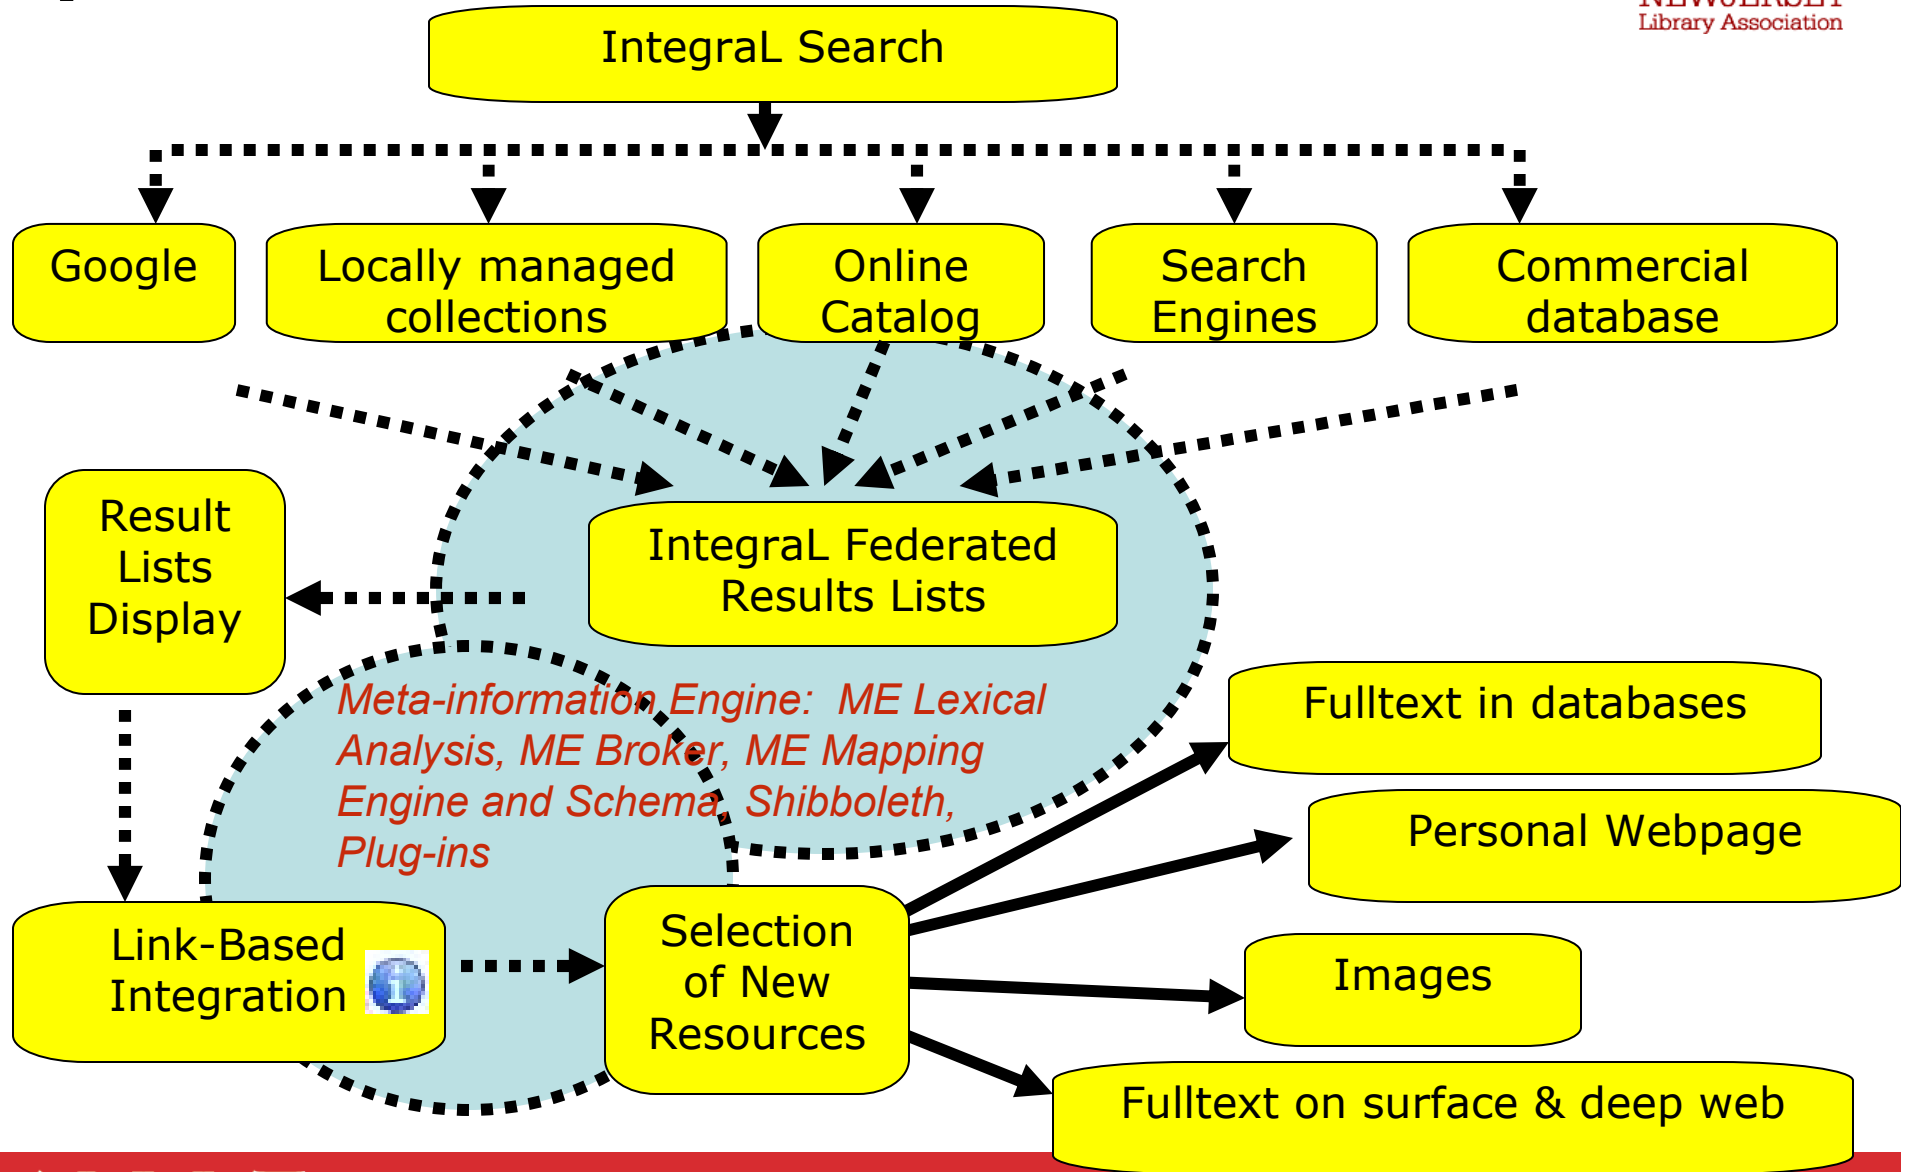 Library Association
IntegraL Search
Google
Locally managed
collections
Online
Catalog
Search
Engines
Commercial
database
Result
Lists
Display
IntegraL Federated
Results Lists
Meta-information Engine: ME Lexical
Analysis, ME Broker, ME Mapping
Engine and Schema, Shibboleth,
Plug-ins
Fulltext in databases
Personal Webpage
Link-Based
Integration
Selection
of New
Resources
Images
Fulltext on surface & deep web